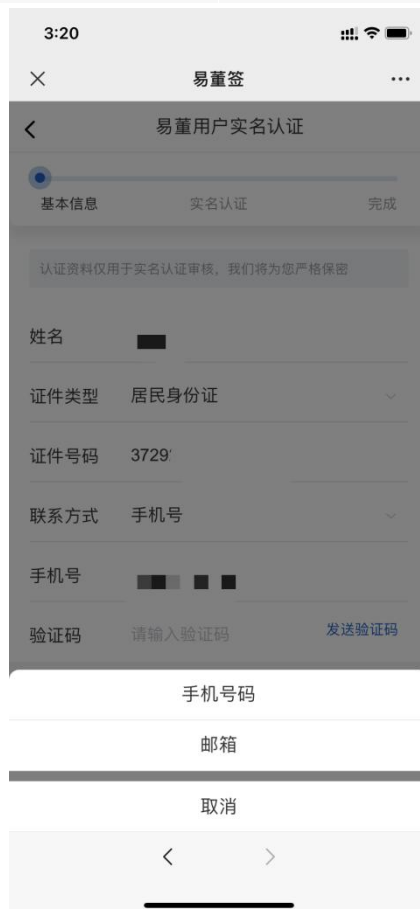 3:20
易董签
易董用户实名认证
基本信息 实名认证 完成
认证资料仅用于实名认证审核，我们将为您严格保密
姓名
证件类型 居民身份证
证件号码 3729
联系方式 手机号
手机号
验证码 请输入验证码 发送验证码
手机号码
邮箱
取消